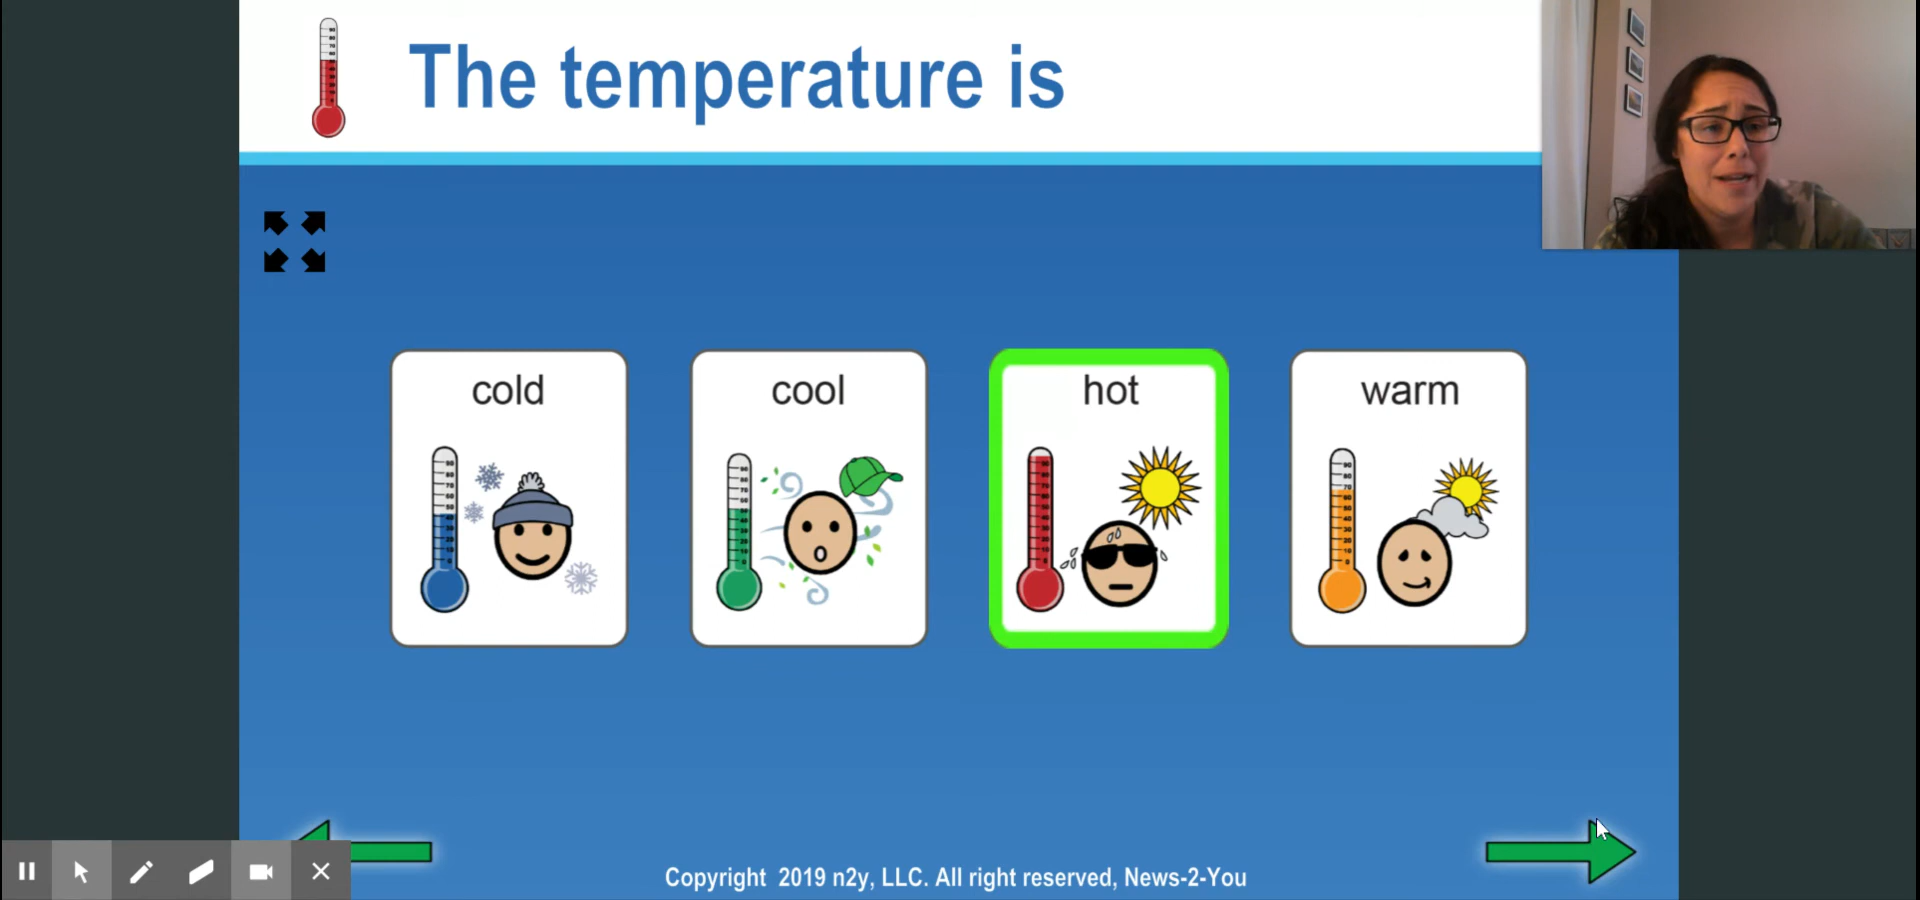 The temperature is
cold
cool
hot
warm
Copyright 2019 n2y, LLC. All right reserved, News-2-You